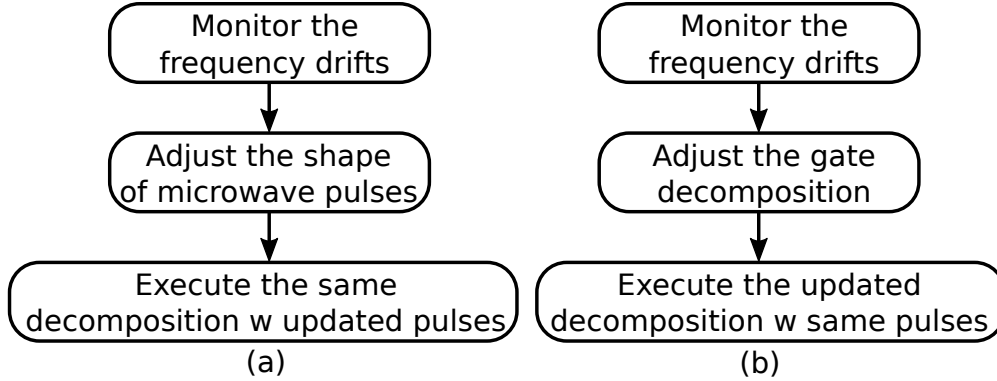 Monitor the
frequency drifts
Adjust the shape
of microwave pulses
Execute the same
decomposition w updated pulses
(a)
Monitor the
frequency drifts
Adjust the gate
decomposition
Execute the updated
decomposition w same pulses
(b)